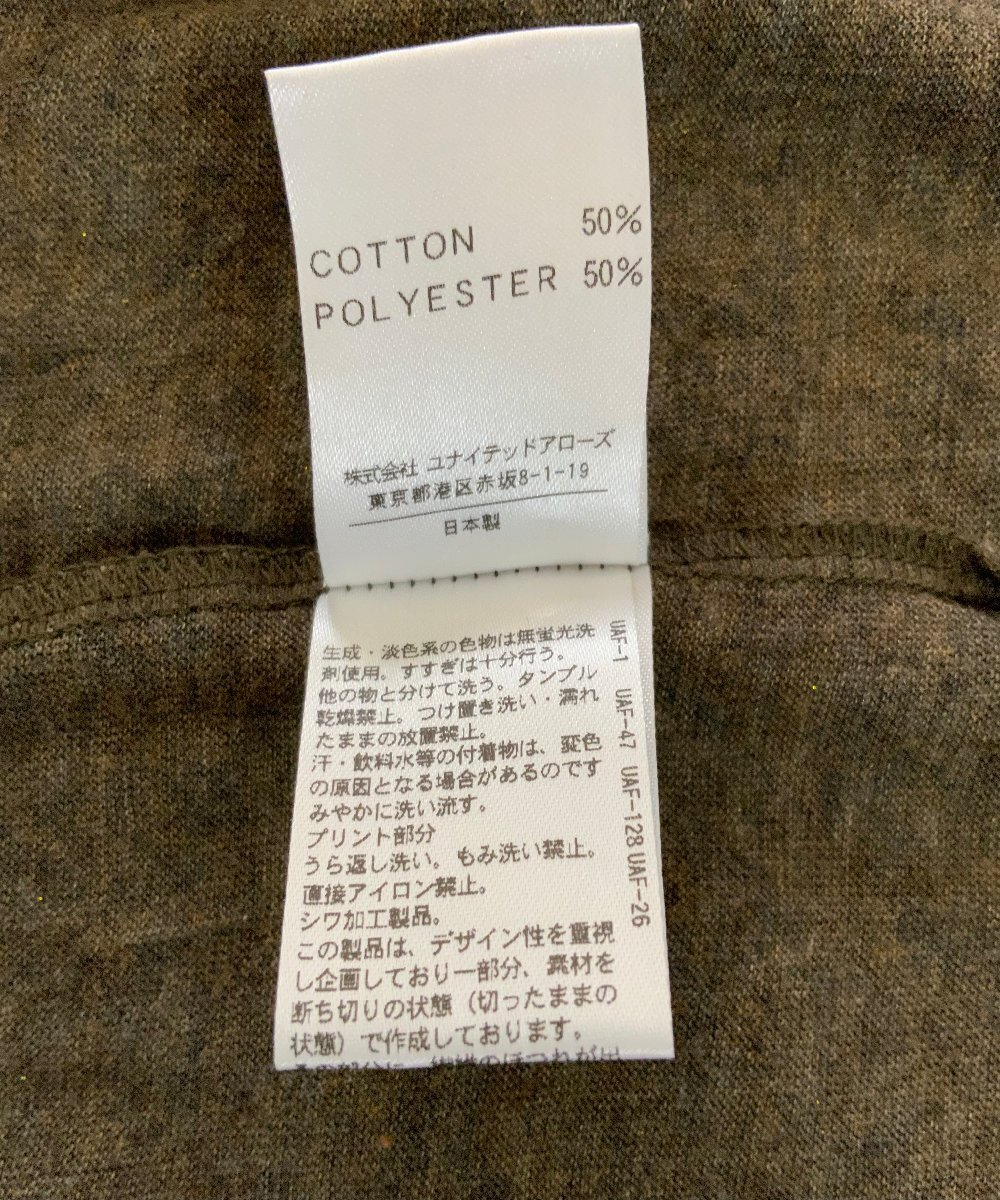 COTTON 50%
POLYESTER 50%
株式会社 ユナイテッドアローズ
東京都港区赤坂8-1-19
日本製
生成・淡色系の色物は無蛍光洗
剤使用。すすぎは十分行う。
他の物と分けて洗う。タンブル
乾燥禁止。つけ置き洗い・濡れ
たままの放置禁止。
汗・飲料水等の付着物は、変色
の原因となる場合があるのです
みやかに洗い流す。
プリント部分
うら返し洗い。もみ洗い禁止。
直接アイロン禁止。
シワ加工製品。
この製品は、デザイン性を重視
し企画しており一部分、素材を
断ち切りの状態（切ったままの
状態）で作成しております。
UAF-1 UAF-47 UAF-128 UAF-26